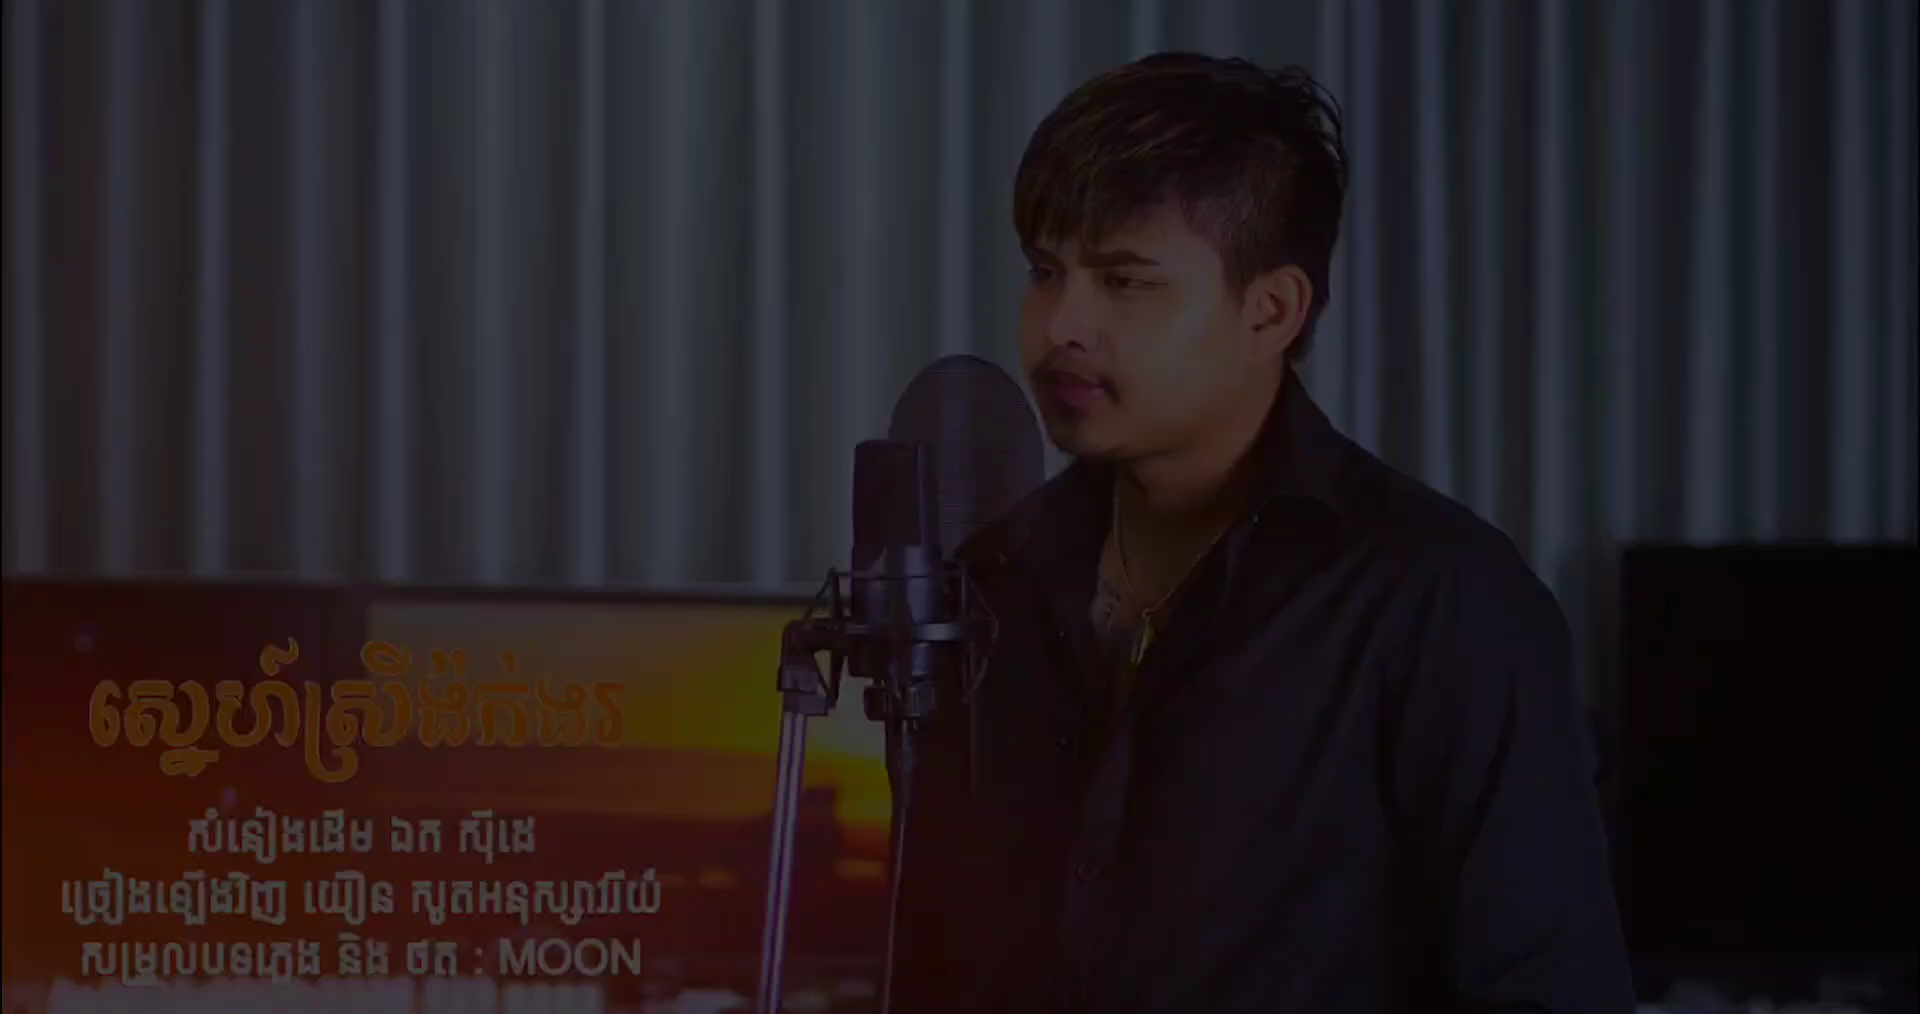 ស្នេហ៍ស្រីង៉ក់ងរ
សំនៀងដើម ឯក ស៊ីដេ
ច្រៀងឡើងវិញ យឿន សូតអនុស្សាវរីយ៍
សម្រួលបទភ្លេង និង ថត : MOON